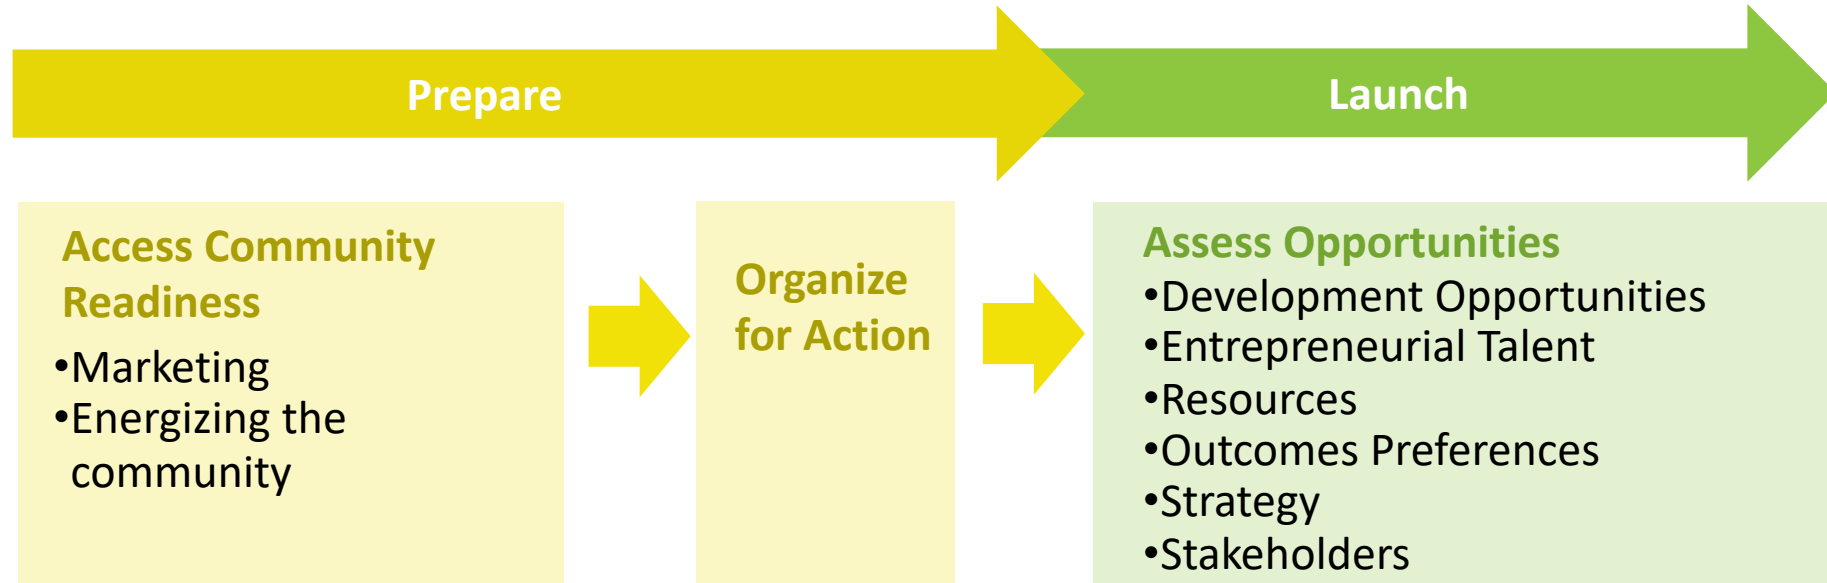 Prepare
Launch
Access Community
Readiness
•Marketing
•Energizing the
community
Organize
for Action
Assess Opportunities
•Development Opportunities
•Entrepreneurial Talent
•Resources
•Outcomes Preferences
•Strategy
•Stakeholders